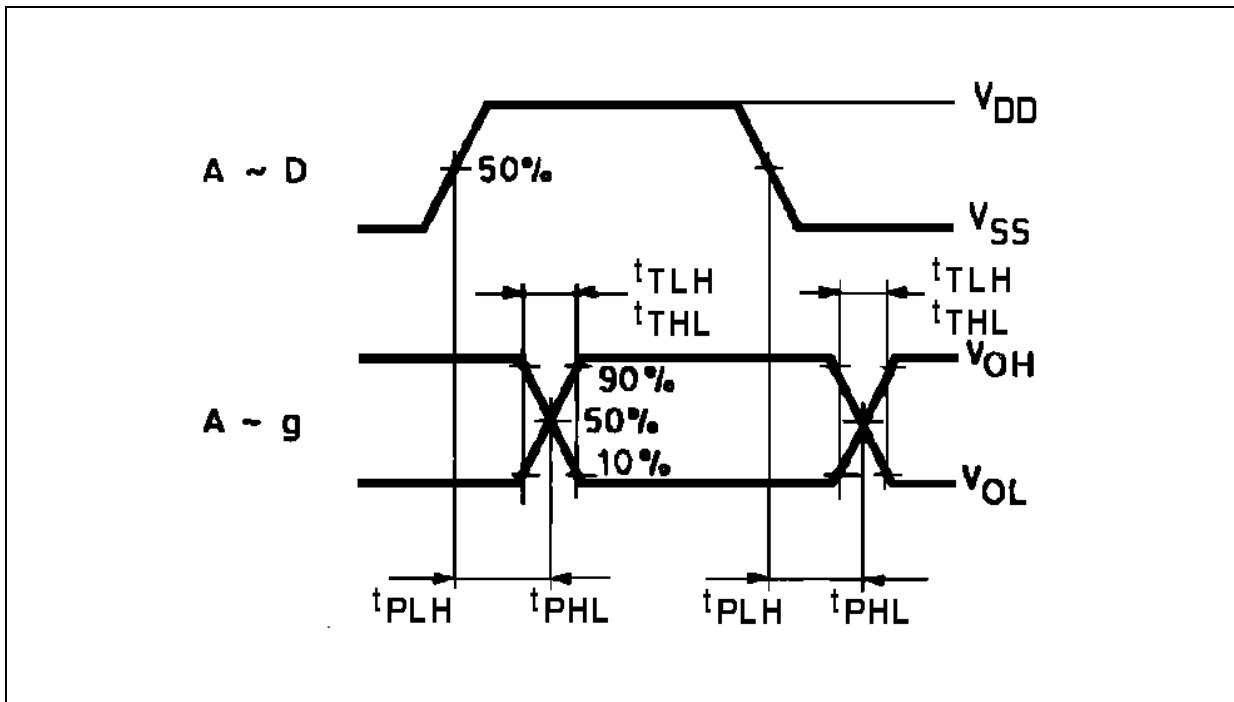 VDD
A ~ D
50%
VSS
tTLH
tTHL
tTLH
tTHL
VOH
90%
A ~ g
50%
10%
VOL
tPLH
tPHL
tPLH
tPHL